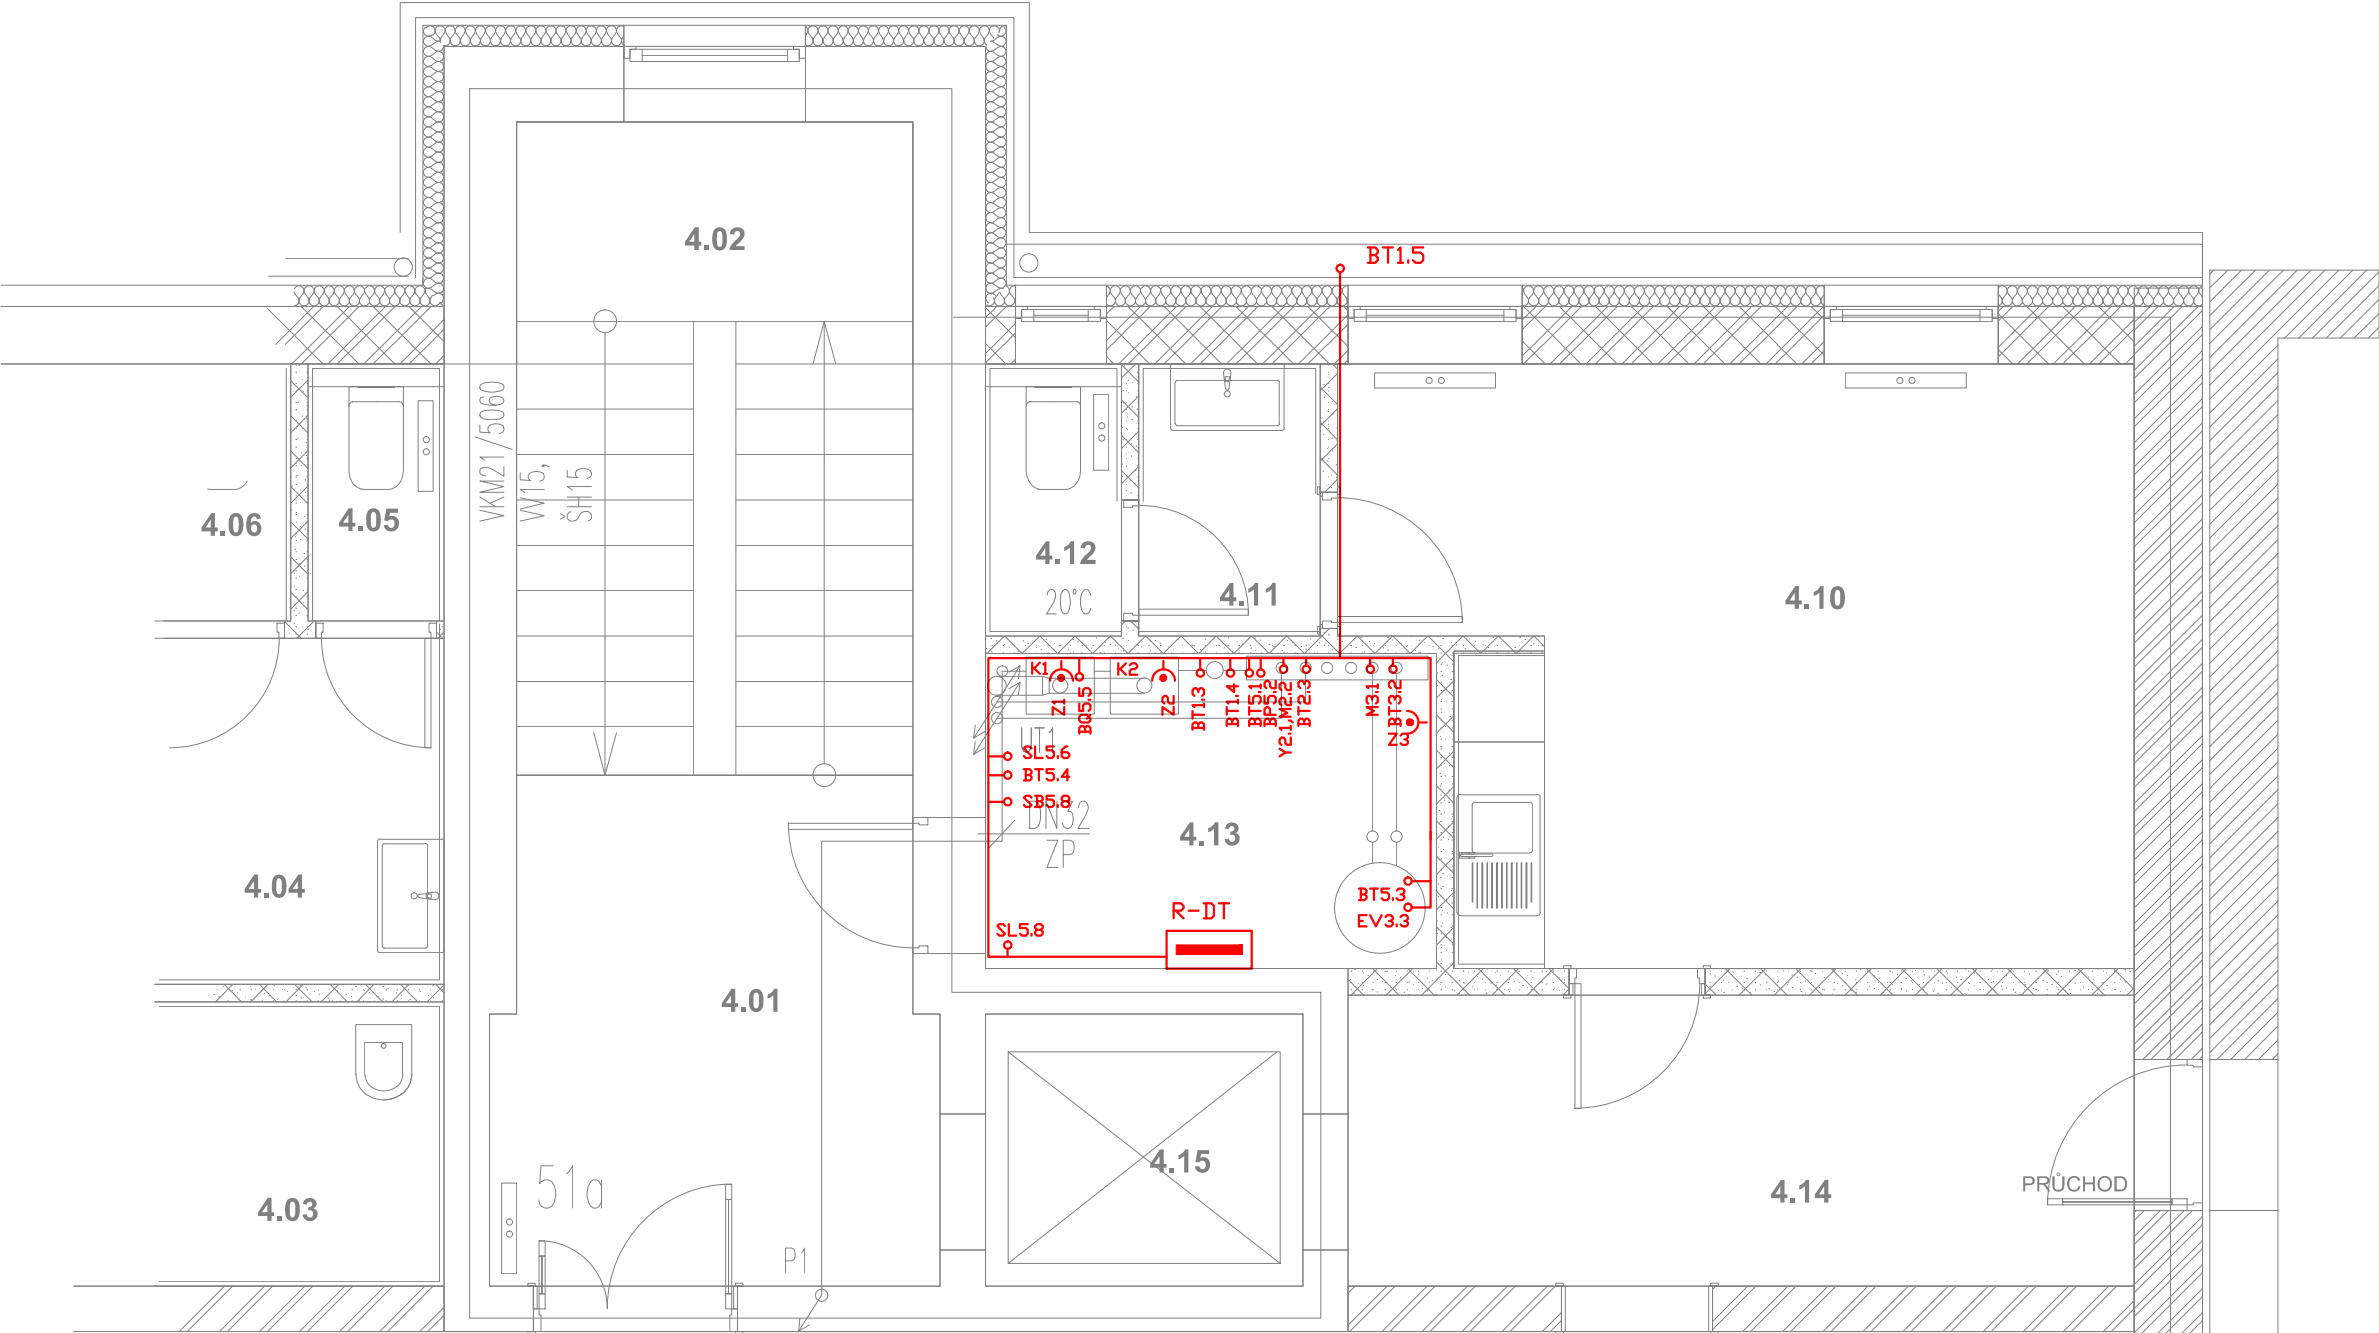 4.02
BT1.5
VKM21/5060
VV15,
ŠH15
4.06
4.05
4.12
20°C
4.11
4.10
K1
K2
Z1
BQ5.5
Z2
BT1.3
BT1.4
BT5.1
BP5.2
Y2.1,M2.2
BT2.3
M3.1
BT3.2
Z3
UT1
SL5.6
BT5.4
SB5.8
DN32
ZP
4.13
4.04
BT5.3
EV3.3
R-DT
SL5.8
4.01
4.15
51a
4.14
PRŮCHOD
4.03
P1